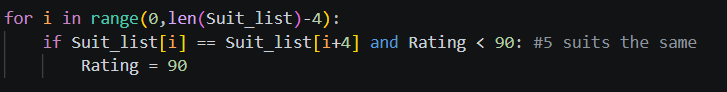 for i in range(0,len(Suit_list)-4):
    if Suit_list[i] == Suit_list[i+4] and Rating < 90: #5 suits the same
        Rating = 90